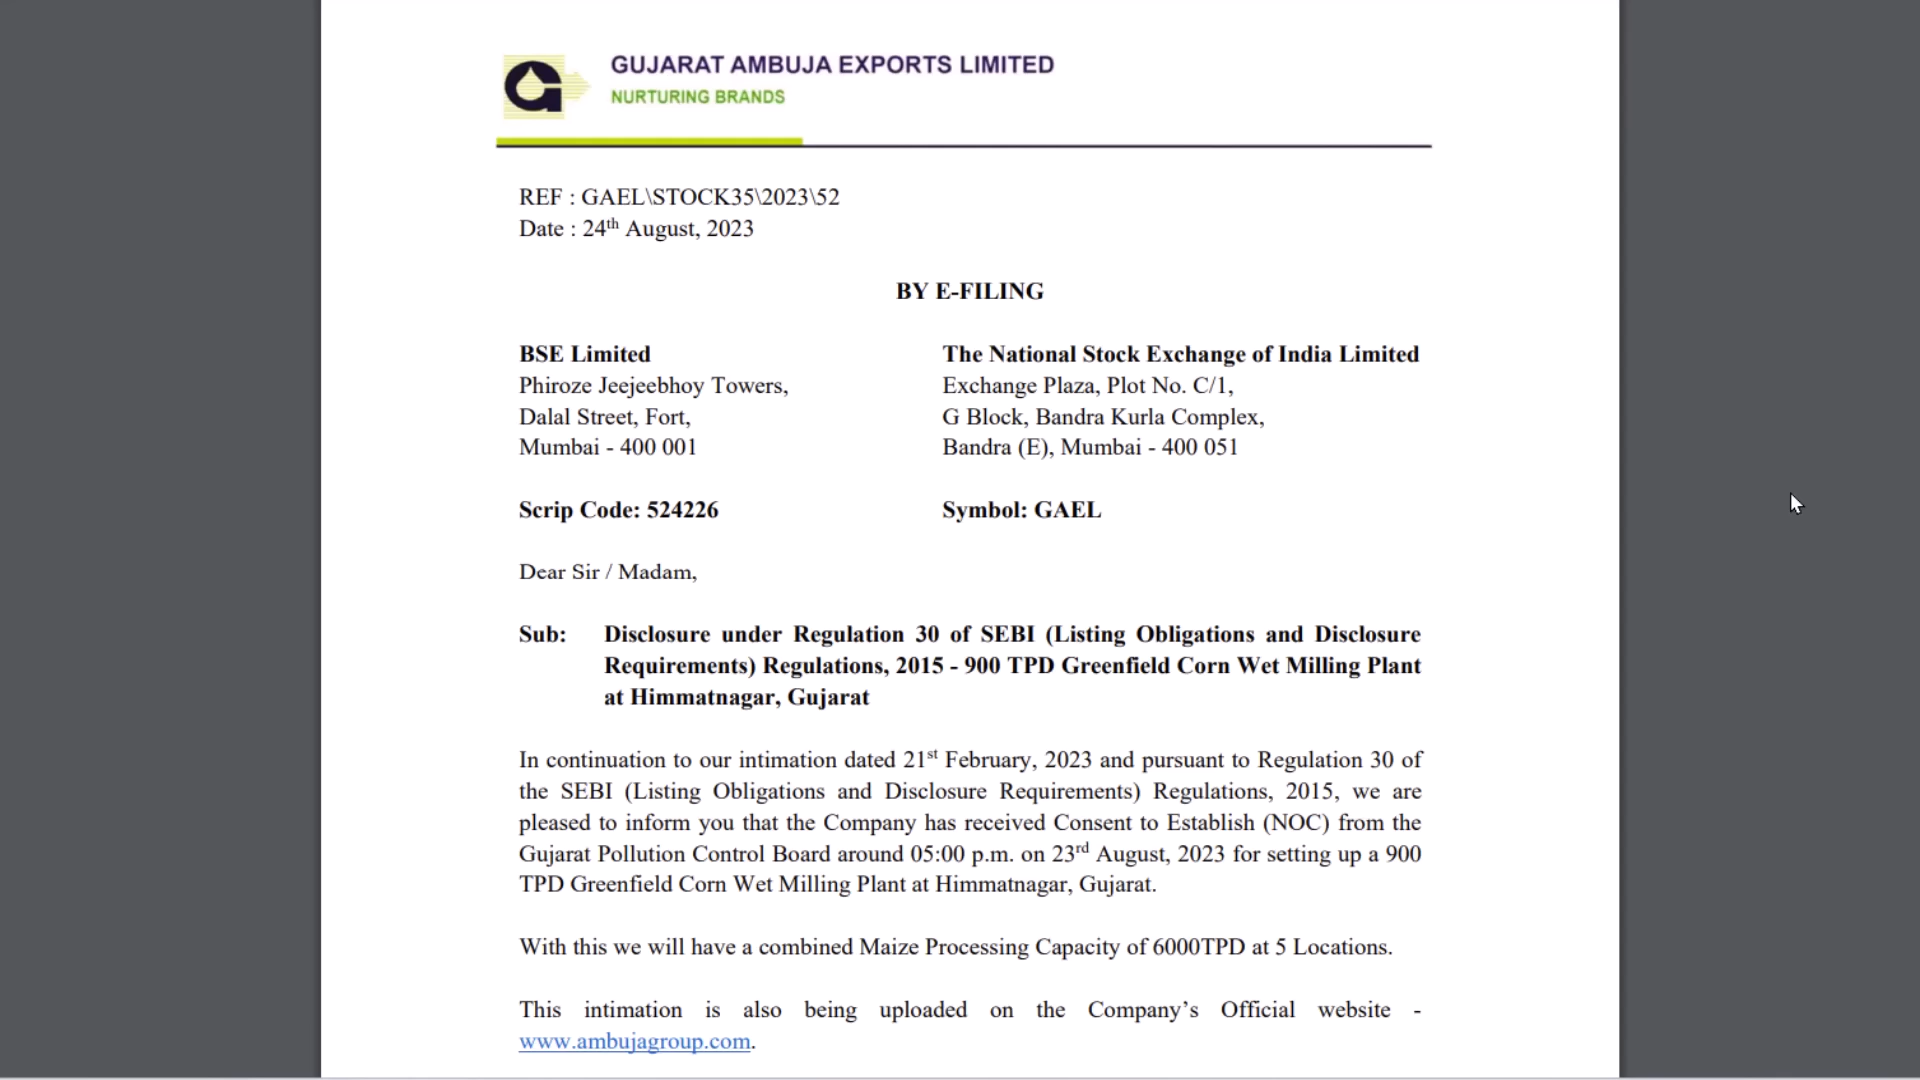 GUJARAT AMBUJA EXPORTS LIMITED
NURTURING BRANDS
REF : GAEL\STOCK35\2023\52
Date : 24th August, 2023
BY E-FILING
BSE Limited
Phiroze Jeejeebhoy Towers,
Dalal Street, Fort,
Mumbai - 400 001
The National Stock Exchange of India Limited
Exchange Plaza, Plot No. C/1,
G Block, Bandra Kurla Complex,
Bandra (E), Mumbai - 400 051
Scrip Code: 524226
Symbol: GAEL
Dear Sir / Madam,
Sub: Disclosure under Regulation 30 of SEBI (Listing Obligations and Disclosure
Requirements) Regulations, 2015 - 900 TPD Greenfield Corn Wet Milling Plant
at Himmatnagar, Gujarat
In continuation to our intimation dated 21st February, 2023 and pursuant to Regulation 30 of
the SEBI (Listing Obligations and Disclosure Requirements) Regulations, 2015, we are
pleased to inform you that the Company has received Consent to Establish (NOC) from the
Gujarat Pollution Control Board around 05:00 p.m. on 23rd August, 2023 for setting up a 900
TPD Greenfield Corn Wet Milling Plant at Himmatnagar, Gujarat.
With this we will have a combined Maize Processing Capacity of 6000TPD at 5 Locations.
This intimation is also being uploaded on the Company’s Official website -
www.ambujagroup.com.